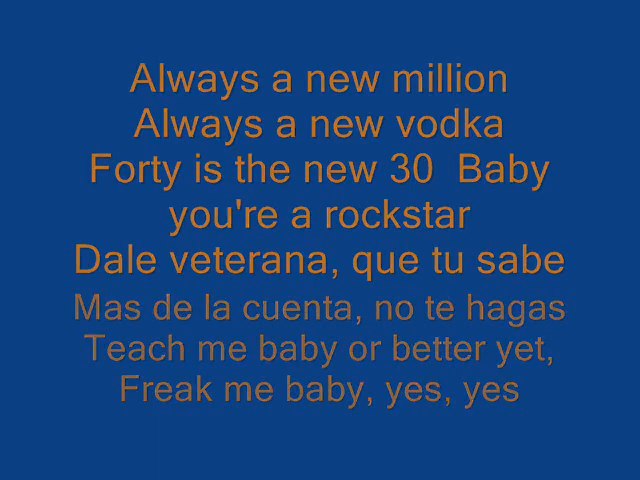 Always a new million
Always a new vodka
Forty is the new 30  Baby
you're a rockstar
Dale veterana, que tu sabe
Mas de la cuenta, no te hagas
Teach me baby or better yet,
Freak me baby, yes, yes